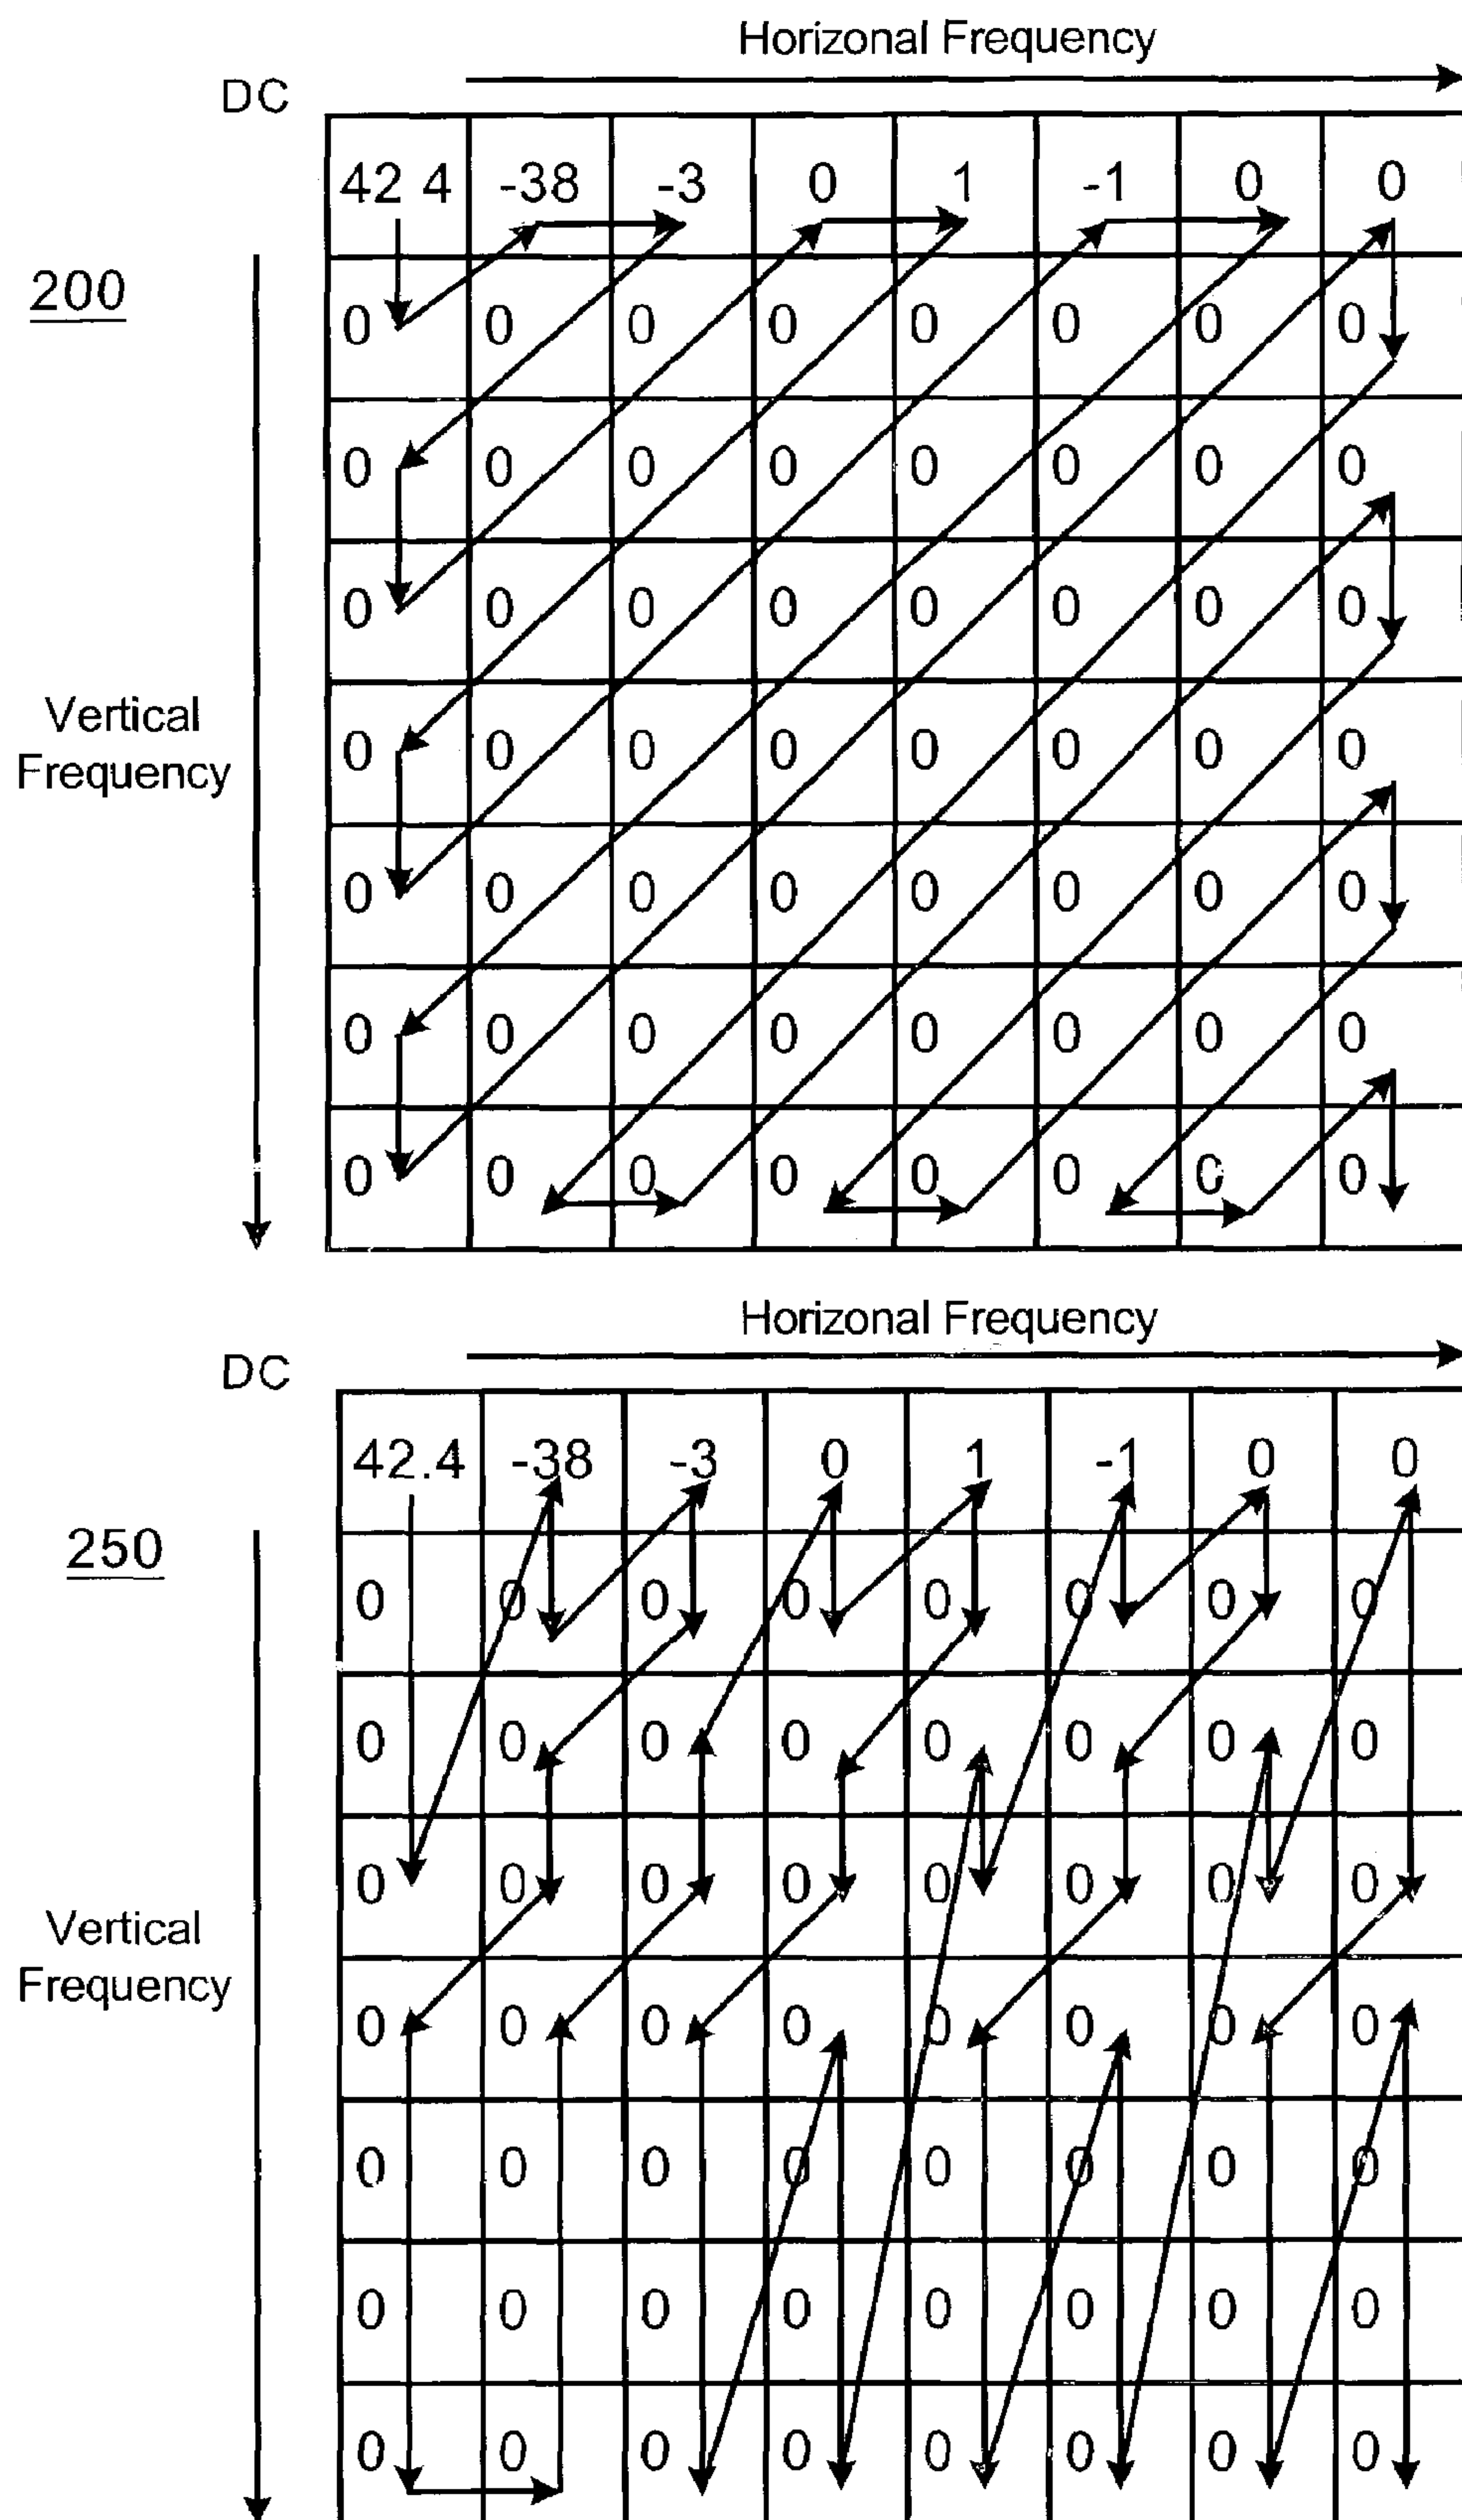 Horizonal Frequency
DC
42 4 -38 -3 0 1 -1 0 0
200
0 0 0 0 0 0 0 0
0 0 0 0 0 0 0 0
0 0 0 0 0 0 0 0
Vertical
Frequency
0 0 0 0 0 0 0 0
0 0 0 0 0 0 0 0
0 0 0 0 0 0 0 0
0 0 0 0 0 0 0 0
Horizonal Frequency
DC
42.4 -38 -3 0 1 -1 0 0
250
0 0 0 0 0 0 0 0
0 0 0 0 0 0 0 0
0 0 0 0 0 0 0 0
Vertical
Frequency
0 0 0 0 0 0 0 0
0 0 0 0 0 0 0 0
0 0 0 0 0 0 0 0
0 0 0 0 0 0 0 0